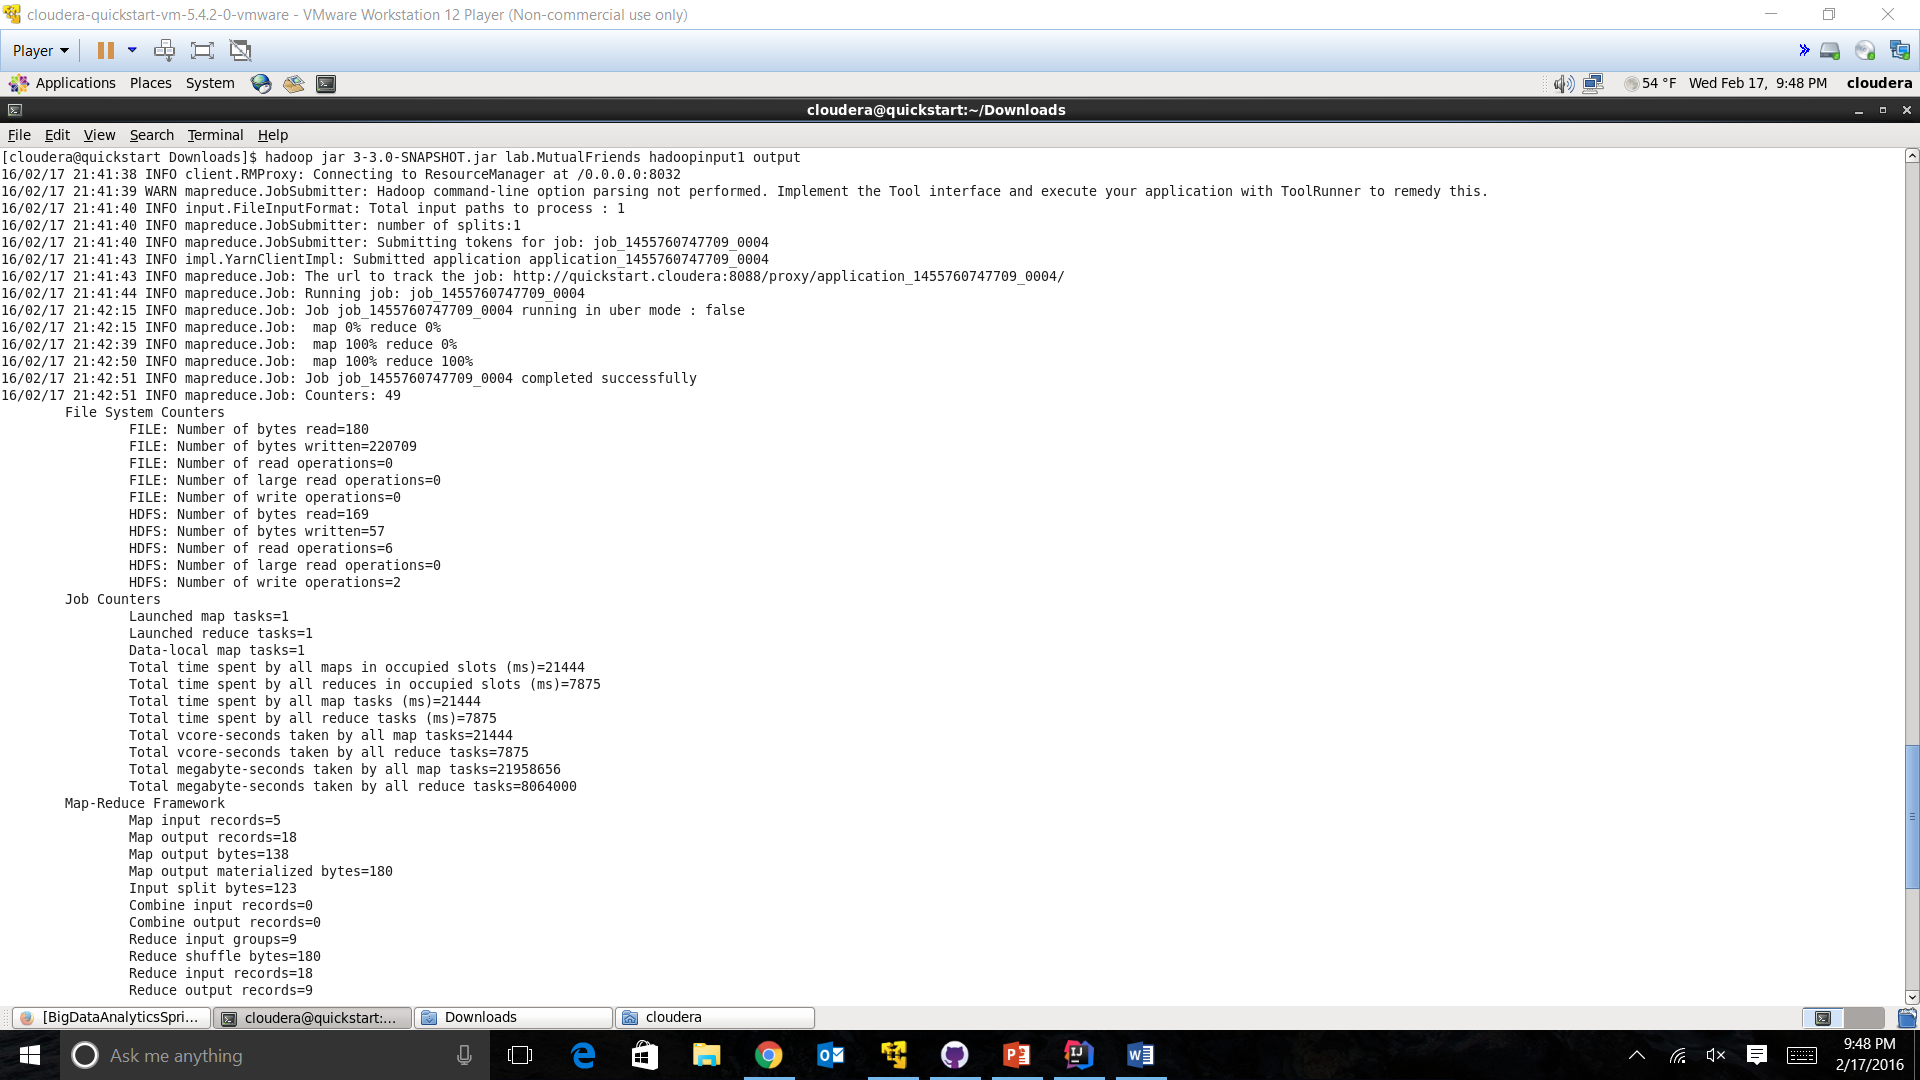 cloudera-quickstart-vm-5.4.2-0-vmware - VMware Workstation 12 Player (Non-commercial use only)
Player
Applications Places System 54 °F Wed Feb 17, 9:48 PM cloudera
cloudera@quickstart:~/Downloads
File Edit View Search Terminal Help
[cloudera@quickstart Downloads]$ hadoop jar 3-3.0-SNAPSHOT.jar lab.MutualFriends hadoopinput1 output
16/02/17 21:41:38 INFO client.RMProxy: Connecting to ResourceManager at /0.0.0.0:8032
16/02/17 21:41:39 WARN mapreduce.JobSubmitter: Hadoop command-line option parsing not performed. Implement the Tool interface and execute your application with ToolRunner to remedy this.
16/02/17 21:41:40 INFO input.FileInputFormat: Total input paths to process : 1
16/02/17 21:41:40 INFO mapreduce.JobSubmitter: number of splits:1
16/02/17 21:41:40 INFO mapreduce.JobSubmitter: Submitting tokens for job: job_1455760747709_0004
16/02/17 21:41:43 INFO impl.YarnClientImpl: Submitted application application_1455760747709_0004
16/02/17 21:41:43 INFO mapreduce.Job: The url to track the job: http://quickstart.cloudera:8088/proxy/application_1455760747709_0004/
16/02/17 21:41:44 INFO mapreduce.Job: Running job: job_1455760747709_0004
16/02/17 21:42:15 INFO mapreduce.Job: Job job_1455760747709_0004 running in uber mode : false
16/02/17 21:42:15 INFO mapreduce.Job:  map 0% reduce 0%
16/02/17 21:42:39 INFO mapreduce.Job:  map 100% reduce 0%
16/02/17 21:42:50 INFO mapreduce.Job:  map 100% reduce 100%
16/02/17 21:42:51 INFO mapreduce.Job: Job job_1455760747709_0004 completed successfully
16/02/17 21:42:51 INFO mapreduce.Job: Counters: 49
File System Counters
FILE: Number of bytes read=180
FILE: Number of bytes written=220709
FILE: Number of read operations=0
FILE: Number of large read operations=0
FILE: Number of write operations=0
HDFS: Number of bytes read=169
HDFS: Number of bytes written=57
HDFS: Number of read operations=6
HDFS: Number of large read operations=0
HDFS: Number of write operations=2
Job Counters
Launched map tasks=1
Launched reduce tasks=1
Data-local map tasks=1
Total time spent by all maps in occupied slots (ms)=21444
Total time spent by all reduces in occupied slots (ms)=7875
Total time spent by all map tasks (ms)=21444
Total time spent by all reduce tasks (ms)=7875
Total vcore-seconds taken by all map tasks=21444
Total vcore-seconds taken by all reduce tasks=7875
Total megabyte-seconds taken by all map tasks=21958656
Total megabyte-seconds taken by all reduce tasks=8064000
Map-Reduce Framework
Map input records=5
Map output records=18
Map output bytes=138
Map output materialized bytes=180
Input split bytes=123
Combine input records=0
Combine output records=0
Reduce input groups=9
Reduce shuffle bytes=180
Reduce input records=18
Reduce output records=9
[BigDataAnalyticsSpri... cloudera@quickstart:... Downloads cloudera
Ask me anything
9:48 PM
2/17/2016